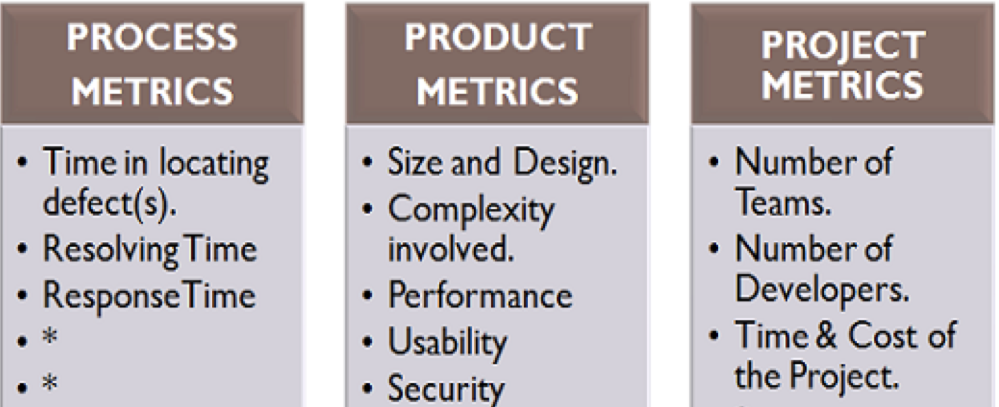 PROCESS
METRICS
• Time in locating
defect(s).
• Resolving Time
• Response Time
• *
• *
PRODUCT
METRICS
• Size and Design.
• Complexity
involved.
• Performance
• Usability
• Security
PROJECT
METRICS
• Number of
Teams.
• Number of
Developers.
• Time & Cost of
the Project.